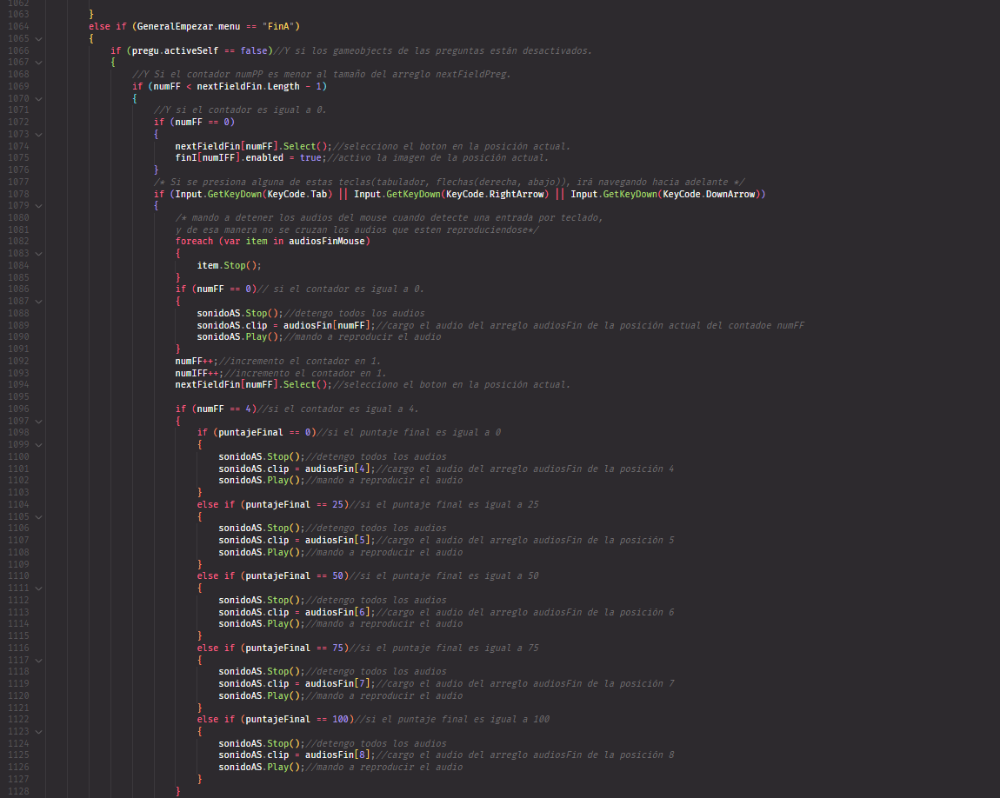 1062
1063 }
1064 else if (GeneralEmpezar.menu == "FinA")
1065 {
1066 if (pregu.activeSelf == false)//Y si los gameobjects de las preguntas están desactivados.
1067 {
1068 //Y Si el contador numPP es menor al tamaño del arreglo nextFieldPreg.
1069 if (numFF < nextFieldFin.Length - 1)
1070 {
1071 //Y si el contador es igual a 0.
1072 if (numFF == 0)
1073 {
1074 nextFieldFin[numFF].Select();//selecciono el boton en la posición actual.
1075 finI[numIFF].enabled = true;//activo la imagen de la posición actual.
1076 }
1077 /* Si se presiona alguna de estas teclas(tabulador, flechas(derecha, abajo)), irá navegando hacia adelante */
1078 if (Input.GetKeyDown(KeyCode.Tab) || Input.GetKeyDown(KeyCode.RightArrow) || Input.GetKeyDown(KeyCode.DownArrow))
1079 {
1080 /* mando a detener los audios del mouse cuando detecte una entrada por teclado,
1081 y de esa manera no se cruzan los audios que esten reproduciendose*/
1082 foreach (var item in audiosFinMouse)
1083 {
1084 item.Stop();
1085 }
1086 if (numFF == 0)// si el contador es igual a 0.
1087 {
1088 sonidoAS.Stop();//detengo todos los audios
1089 sonidoAS.clip = audiosFin[numFF];//cargo el audio del arreglo audiosFin de la posición actual del contadoe numFF
1090 sonidoAS.Play();//mando a reproducir el audio
1091 }
1092 numFF++;//incremento el contador en 1.
1093 numIFF++;//incremento el contador en 1.
1094 nextFieldFin[numFF].Select();//selecciono el boton en la posición actual.
1095
1096 if (numFF == 4)//si el contador es igual a 4.
1097 {
1098 if (puntajeFinal == 0)//si el puntaje final es igual a 0
1099 {
1100 sonidoAS.Stop();//detengo todos los audios
1101 sonidoAS.clip = audiosFin[4];//cargo el audio del arreglo audiosFin de la posición 4
1102 sonidoAS.Play();//mando a reproducir el audio
1103 }
1104 else if (puntajeFinal == 25)//si el puntaje final es igual a 25
1105 {
1106 sonidoAS.Stop();//detengo todos los audios
1107 sonidoAS.clip = audiosFin[5];//cargo el audio del arreglo audiosFin de la posición 5
1108 sonidoAS.Play();//mando a reproducir el audio
1109 }
1110 else if (puntajeFinal == 50)//si el puntaje final es igual a 50
1111 {
1112 sonidoAS.Stop();//detengo todos los audios
1113 sonidoAS.clip = audiosFin[6];//cargo el audio del arreglo audiosFin de la posición 6
1114 sonidoAS.Play();//mando a reproducir el audio
1115 }
1116 else if (puntajeFinal == 75)//si el puntaje final es igual a 75
1117 {
1118 sonidoAS.Stop();//detengo todos los audios
1119 sonidoAS.clip = audiosFin[7];//cargo el audio del arreglo audiosFin de la posición 7
1120 sonidoAS.Play();//mando a reproducir el audio
1121 }
1122 else if (puntajeFinal == 100)//si el puntaje final es igual a 100
1123 {
1124 sonidoAS.Stop();//detengo todos los audios
1125 sonidoAS.clip = audiosFin[8];//cargo el audio del arreglo audiosFin de la posición 8
1126 sonidoAS.Play();//mando a reproducir el audio
1127 }
1128 }